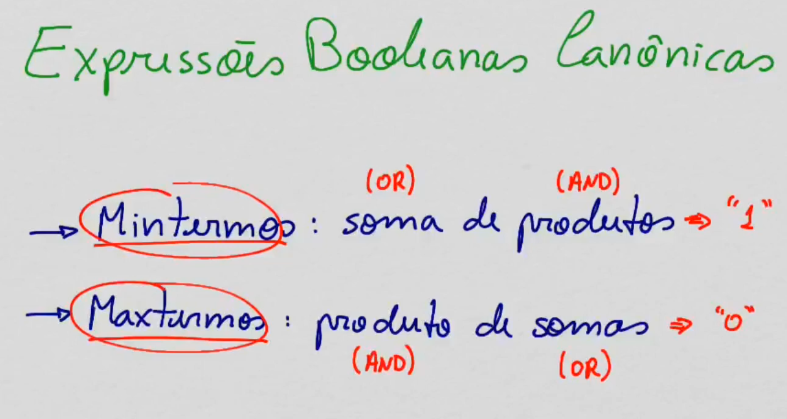 Expressões Booleanas Canônicas
(OR) (AND)
→ Mintermos: soma de produtos ⇒ "1"
→ Maxtermos: produto de somas ⇒ "0"
(AND) (OR)